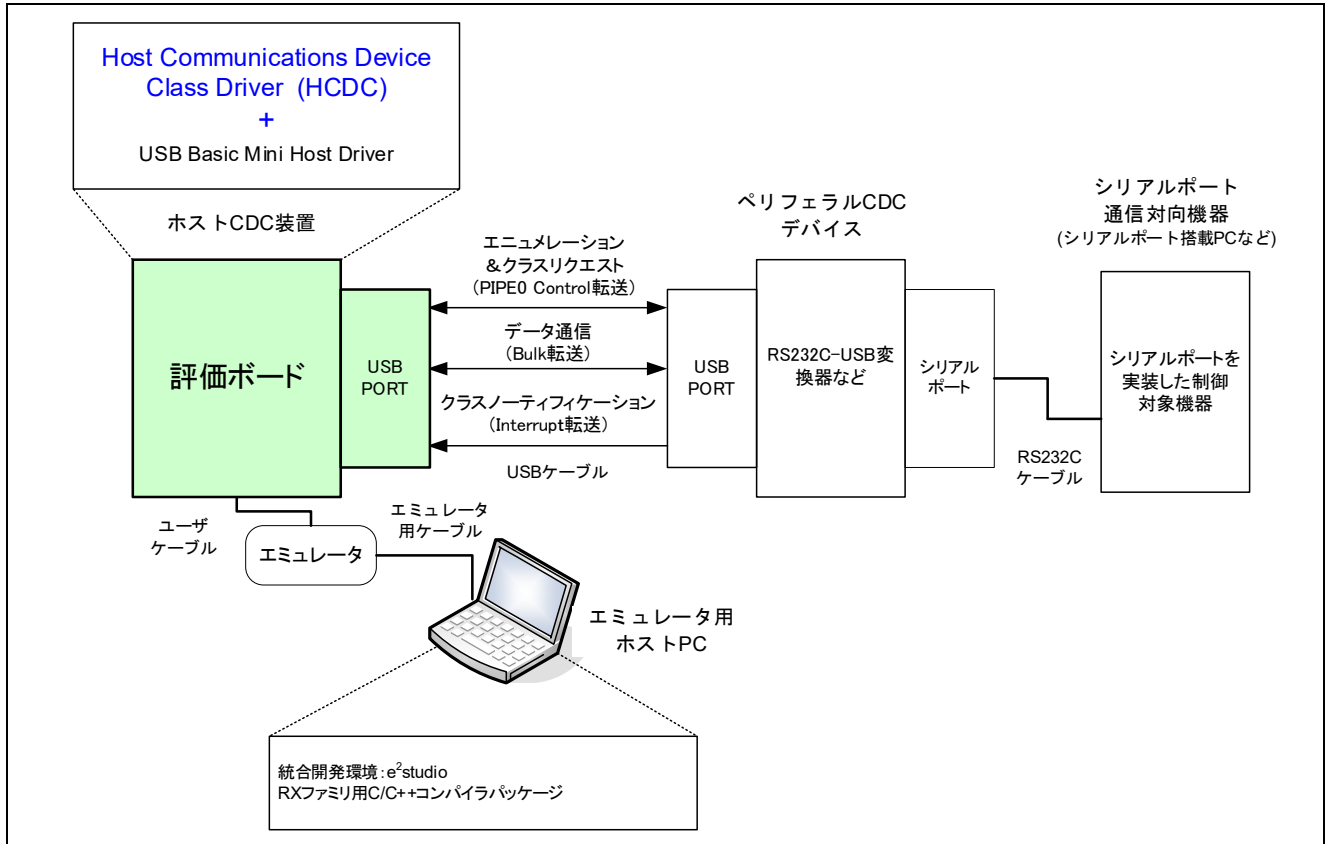 Host Communications Device
Class Driver (HCDC)
+
USB Basic Mini Host Driver
ホストCDC装置
評価ボード
USB
PORT
エニュメレーション
&クラスリクエスト
(PIPE0 Control転送)
データ通信
(Bulk転送)
クラスノーティフィケーション
(Interrupt転送)
USBケーブル
ペリフェラルCDC
デバイス
USB
PORT
RS232C-USB変
換器など
シリアル
ポート
RS232C
ケーブル
シリアルポート
通信対向機器
(シリアルポート搭載PCなど)
シリアルポートを
実装した制御
対象機器
ユーザ
ケーブル
エミュレータ
エミュレータ
用ケーブル
エミュレータ用
ホストPC
統合開発環境:e²studio
RXファミリ用C/C++コンパイラパッケージ